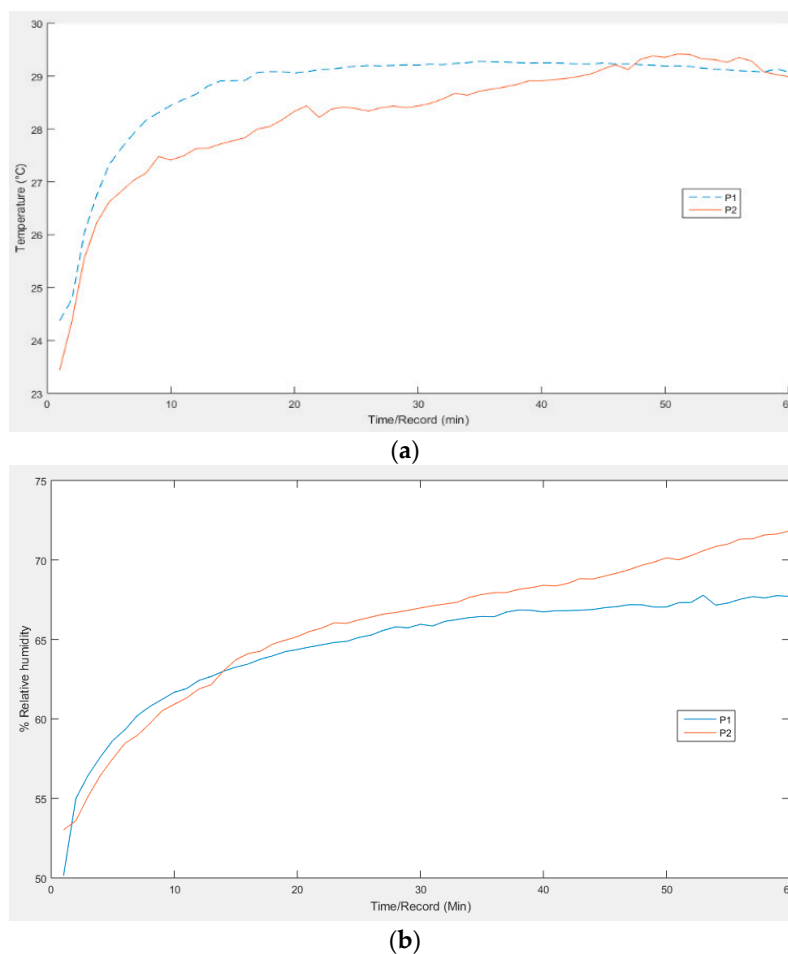 30
29
28
27
26
25
24
23
Temperature (°C)
P1
P2
0 10 20 30 40 50 6
Time/Record (min)
(a)
75
70
65
60
55
50
% Relative humidity
P1
P2
0 10 20 30 40 50 6
Time/Record (Min)
(b)